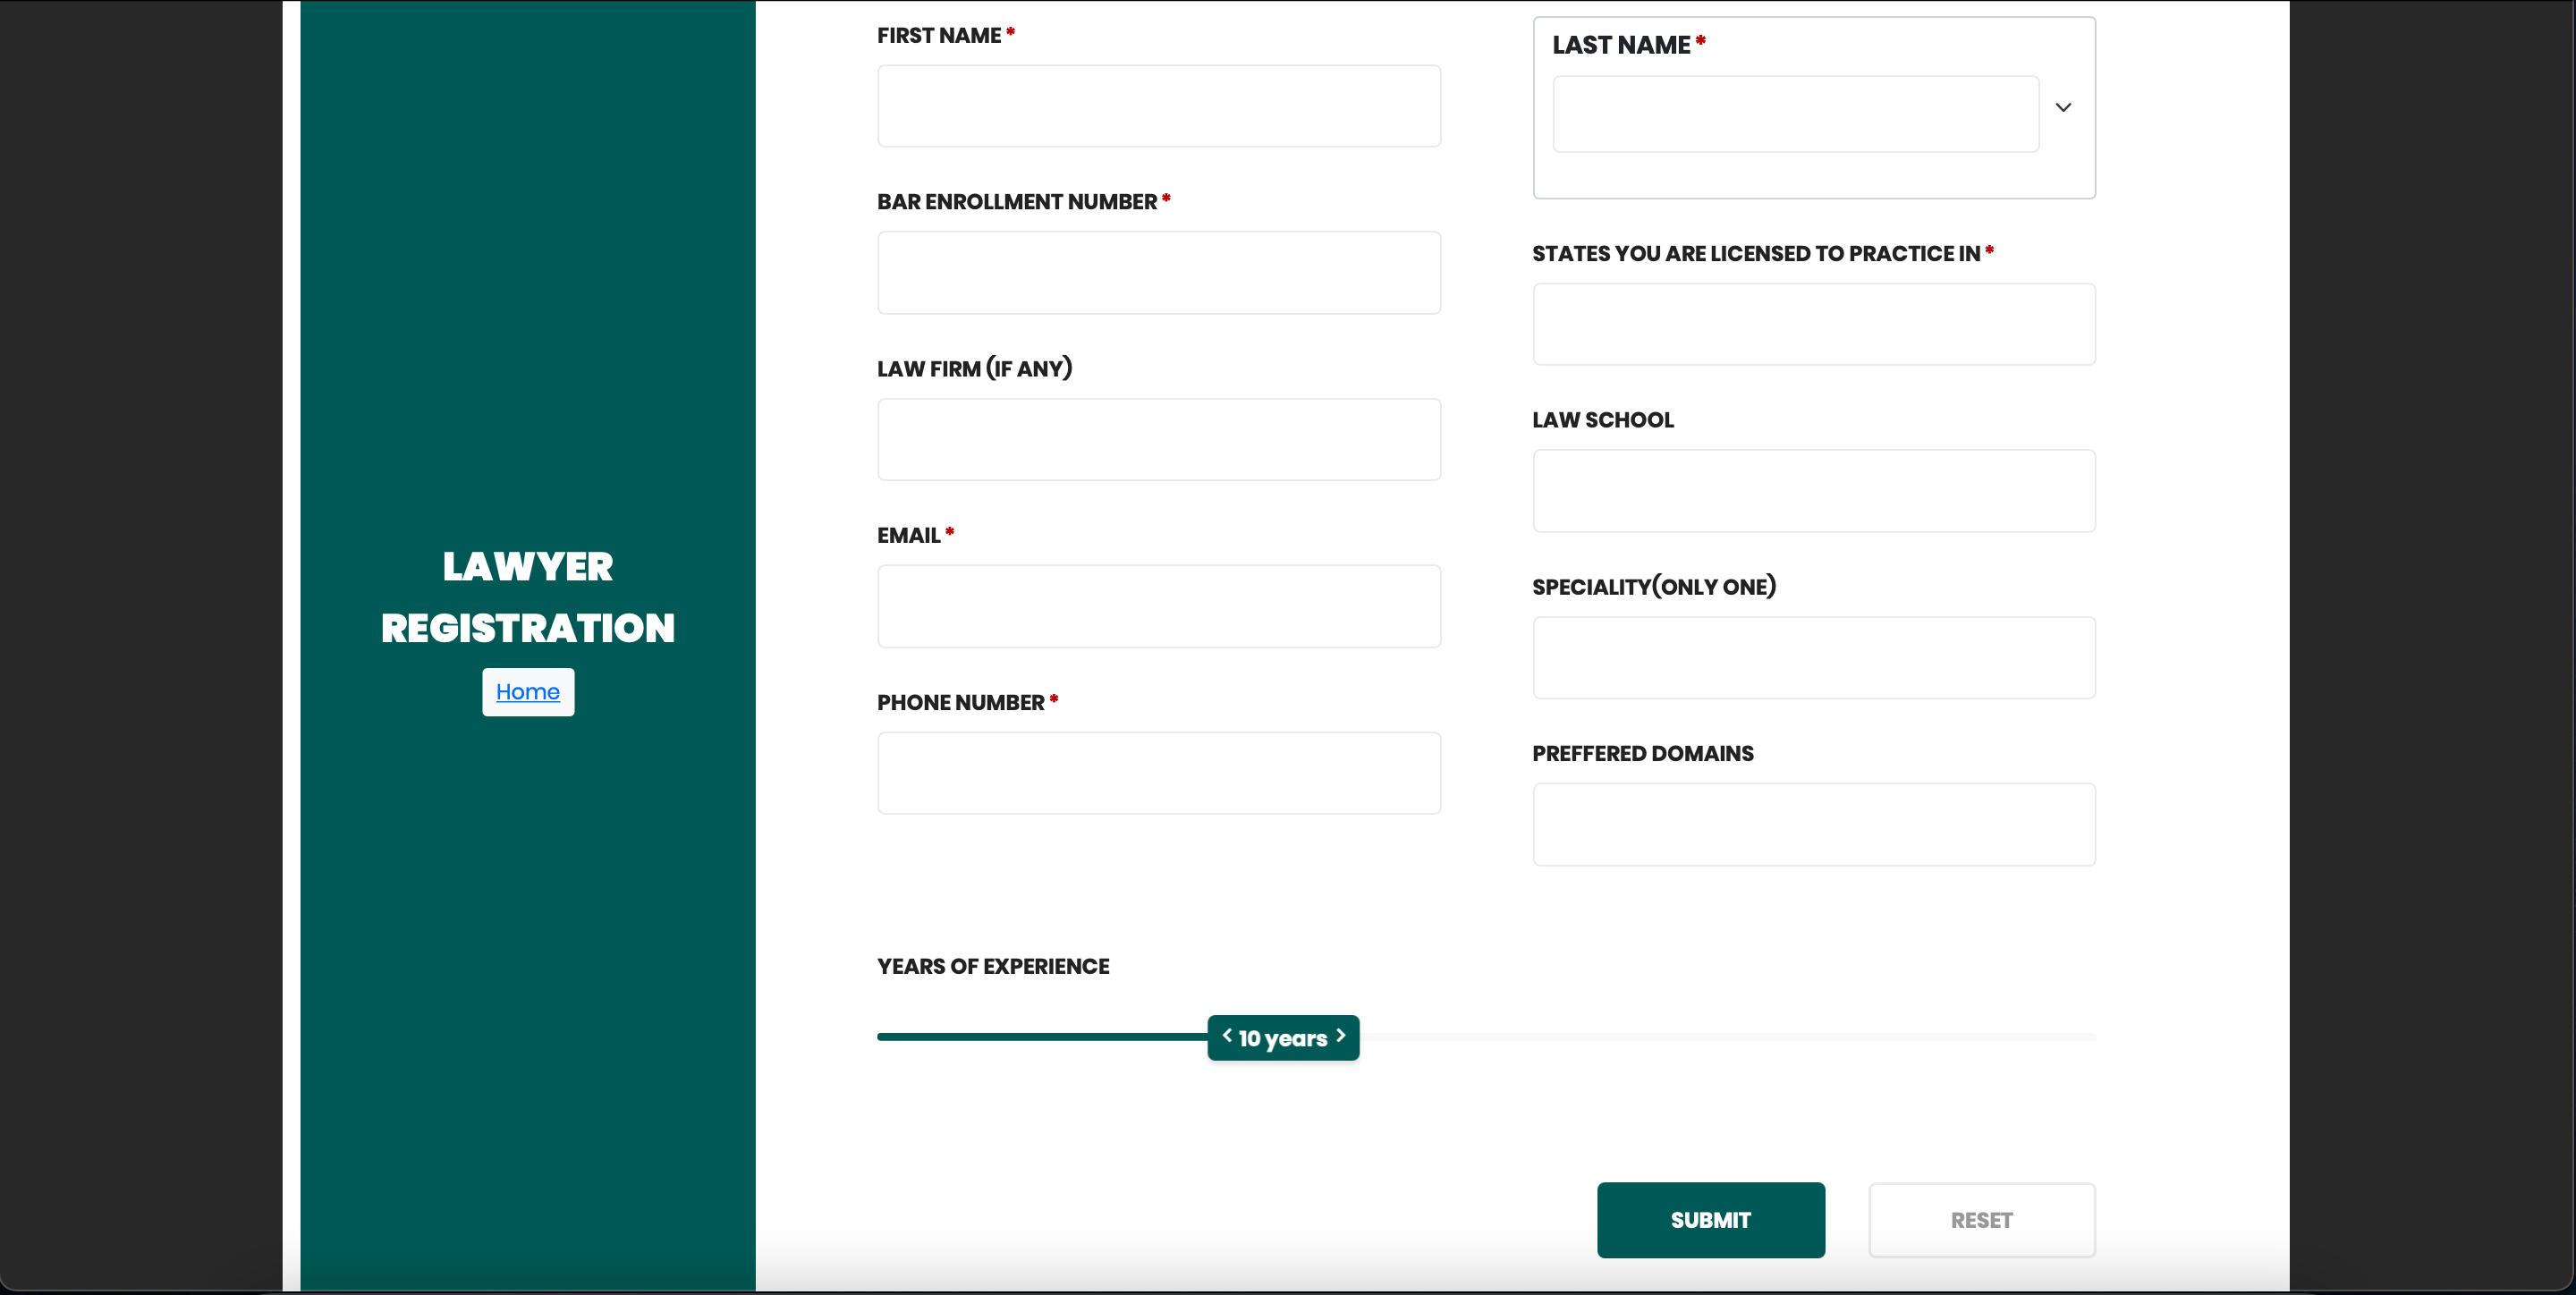 LAWYER
REGISTRATION
Home
FIRST NAME *
LAST NAME *
BAR ENROLLMENT NUMBER *
STATES YOU ARE LICENSED TO PRACTICE IN *
LAW FIRM (IF ANY)
LAW SCHOOL
EMAIL *
SPECIALITY(ONLY ONE)
PHONE NUMBER *
PREFFERED DOMAINS
YEARS OF EXPERIENCE
< 10 years >
SUBMIT
RESET